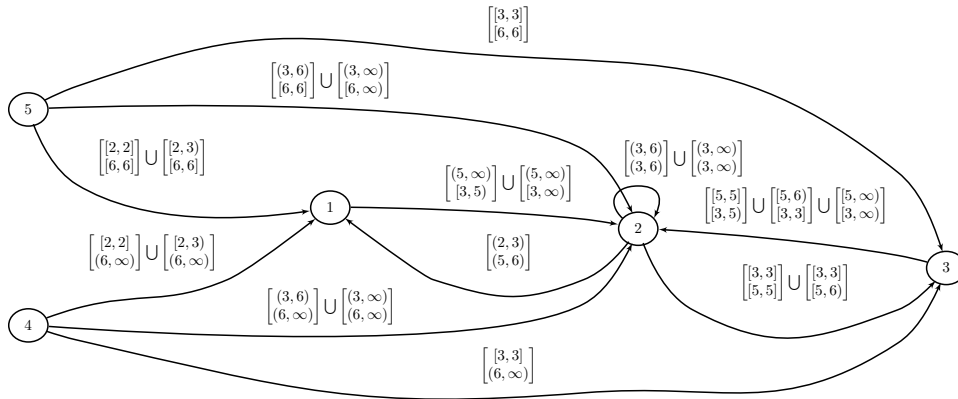 [3, 3]
[6, 6]
(3, 6) ⋃ (3, ∞)
[6, 6] [6, ∞)
5
[2, 2] ⋃ [2, 3)
[6, 6] [6, 6]
(3, 6) ⋃ (3, ∞)
(3, 6) (3, ∞)
(5, ∞) ⋃ (5, ∞)
[3, 5) [3, ∞)
[5, 5] ⋃ [5, 6) ⋃ [5, ∞)
[3, 5) [3, 3] [3, ∞)
1
2
[2, 2] ⋃ [2, 3)
(6, ∞) (6, ∞)
(2, 3)
(5, 6)
3
[3, 3] ⋃ [3, 3]
[5, 5] [5, 6)
(3, 6) ⋃ (3, ∞)
(6, ∞) (6, ∞)
4
[3, 3]
(6, ∞)